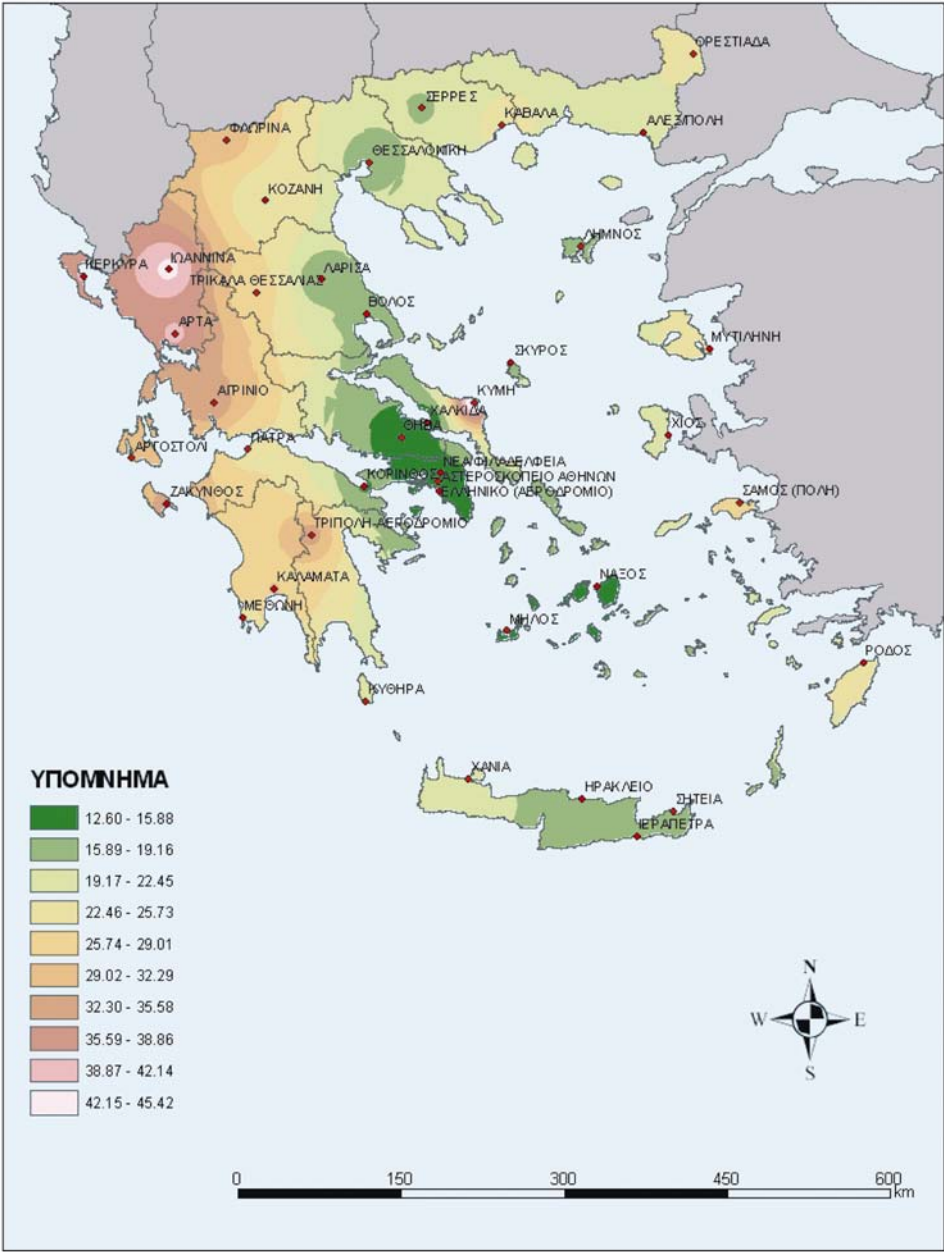 ΟΡΕΣΤΙΑΔΑ
ΣΕΡΡΕΣ
ΚΑΒΑΛΑ
ΑΛΕΞ/ΠΟΛΗ
ΦΛΩΡΙΝΑ
ΘΕΣΣΑΛΟΝΙΚΗ
ΚΟΖΑΝΗ
ΛΗΜΝΟΣ
ΚΕΡΚΥΡΑ
ΙΩΑΝΝΙΝΑ
ΛΑΡΙΣΑ
ΤΡΙΚΑΛΑ ΘΕΣΣΑΛΙΑΣ
ΒΟΛΟΣ
ΑΡΤΑ
ΜΥΤΙΛΗΝΗ
ΣΚΥΡΟΣ
ΑΓΡΙΝΙΟ
ΚΥΜΗ
ΧΑΛΚΙΔΑ
ΘΗΒΑ
ΧΙΟΣ
ΑΡΓΟΣΤΟΛΙ
ΠΑΤΡΑ
ΝΕΑ ΦΙΛΑΔΕΛΦΕΙΑ
ΚΟΡΙΝΘΟΣ
ΑΣΤΕΡΟΣΚΟΠΕΙΟ ΑΘΗΝΩΝ
ΕΛΛΗΝΙΚΟ (ΑΕΡΟΔΡΟΜΙΟ)
ΖΑΚΥΝΘΟΣ
ΣΑΜΟΣ (ΠΟΛΗ)
ΤΡΙΠΟΛΗ-ΑΕΡΟΔΡΟΜΙΟ
ΚΑΛΑΜΑΤΑ
ΝΑΞΟΣ
ΜΕΘΩΝΗ
ΜΗΛΟΣ
ΡΟΔΟΣ
ΚΥΘΗΡΑ
ΧΑΝΙΑ
ΗΡΑΚΛΕΙΟ
ΣΗΤΕΙΑ
ΙΕΡΑΠΕΤΡΑ
ΥΠΟΜΝΗΜΑ
12.60 - 15.88
15.89 - 19.16
19.17 - 22.45
22.46 - 25.73
25.74 - 29.01
29.02 - 32.29
32.30 - 35.58
35.59 - 38.86
38.87 - 42.14
42.15 - 45.42
N
W E
S
0 150 300 450 600
km